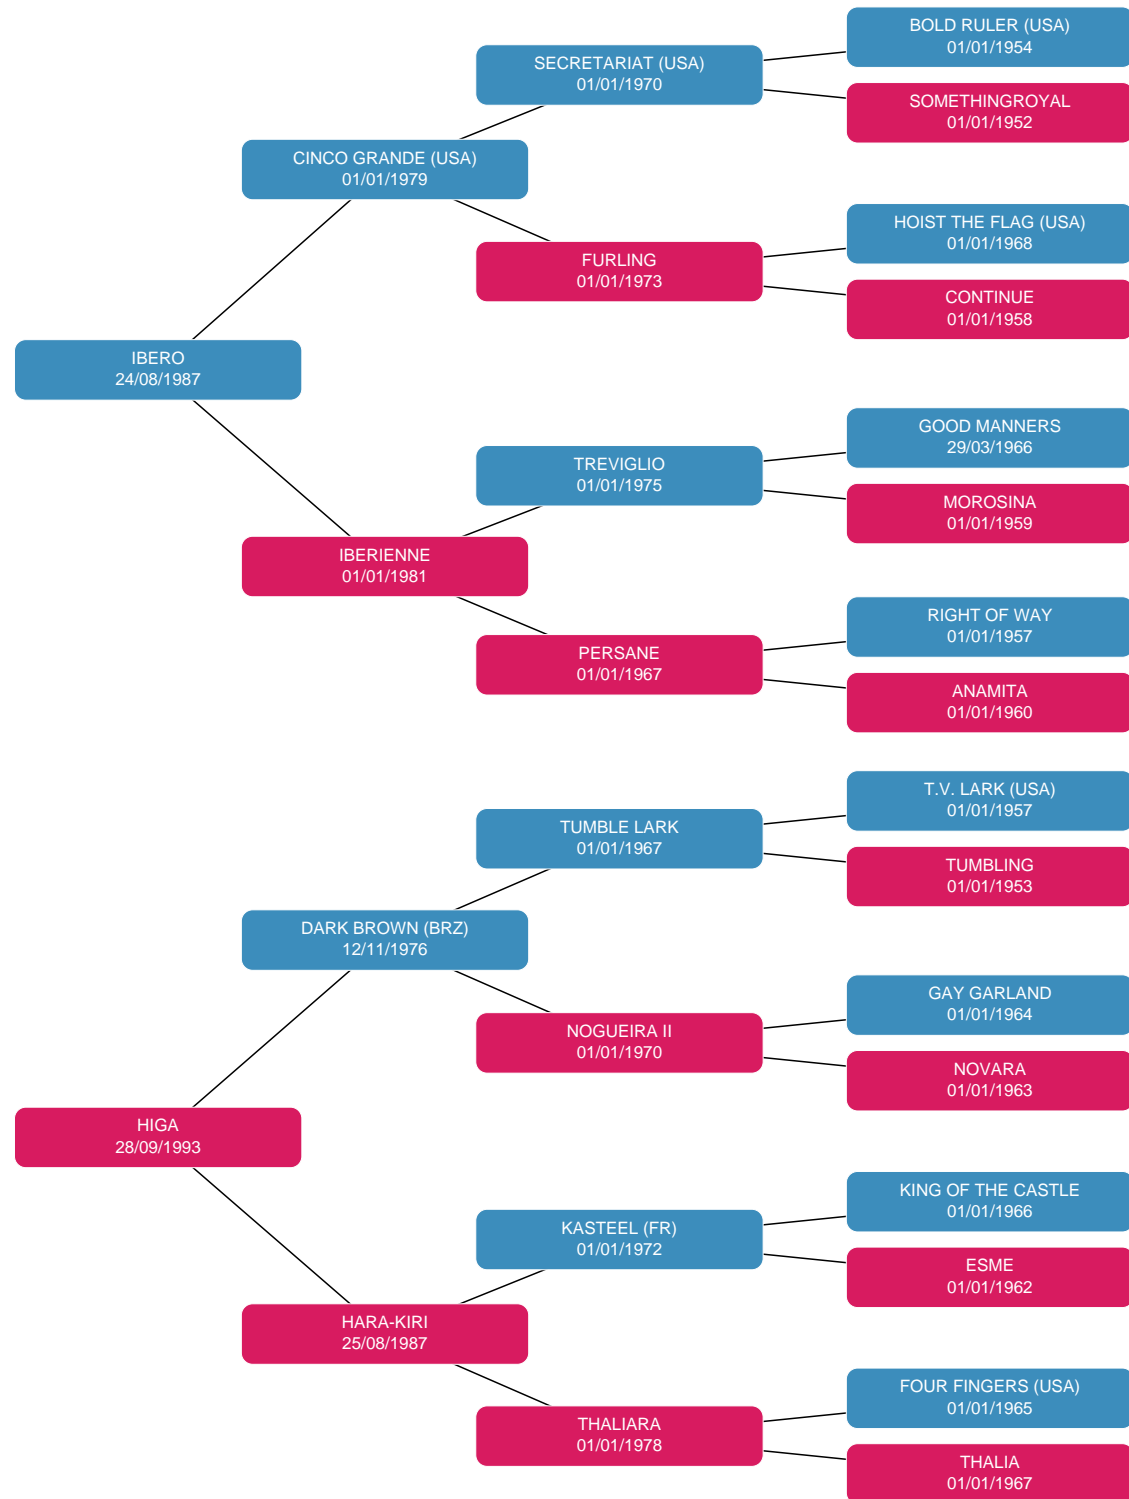 BOLD RULER (USA)
01/01/1954
SECRETARIAT (USA)
01/01/1970
SOMETHINGROYAL
01/01/1952
CINCO GRANDE (USA)
01/01/1979
HOIST THE FLAG (USA)
01/01/1968
FURLING
01/01/1973
CONTINUE
01/01/1958
IBERO
24/08/1987
GOOD MANNERS
29/03/1966
TREVIGLIO
01/01/1975
MOROSINA
01/01/1959
IBERIENNE
01/01/1981
RIGHT OF WAY
01/01/1957
PERSANE
01/01/1967
ANAMITA
01/01/1960
T.V. LARK (USA)
01/01/1957
TUMBLE LARK
01/01/1967
TUMBLING
01/01/1953
DARK BROWN (BRZ)
12/11/1976
GAY GARLAND
01/01/1964
NOGUEIRA II
01/01/1970
NOVARA
01/01/1963
HIGA
28/09/1993
KING OF THE CASTLE
01/01/1966
KASTEEL (FR)
01/01/1972
ESME
01/01/1962
HARA-KIRI
25/08/1987
FOUR FINGERS (USA)
01/01/1965
THALIARA
01/01/1978
THALIA
01/01/1967